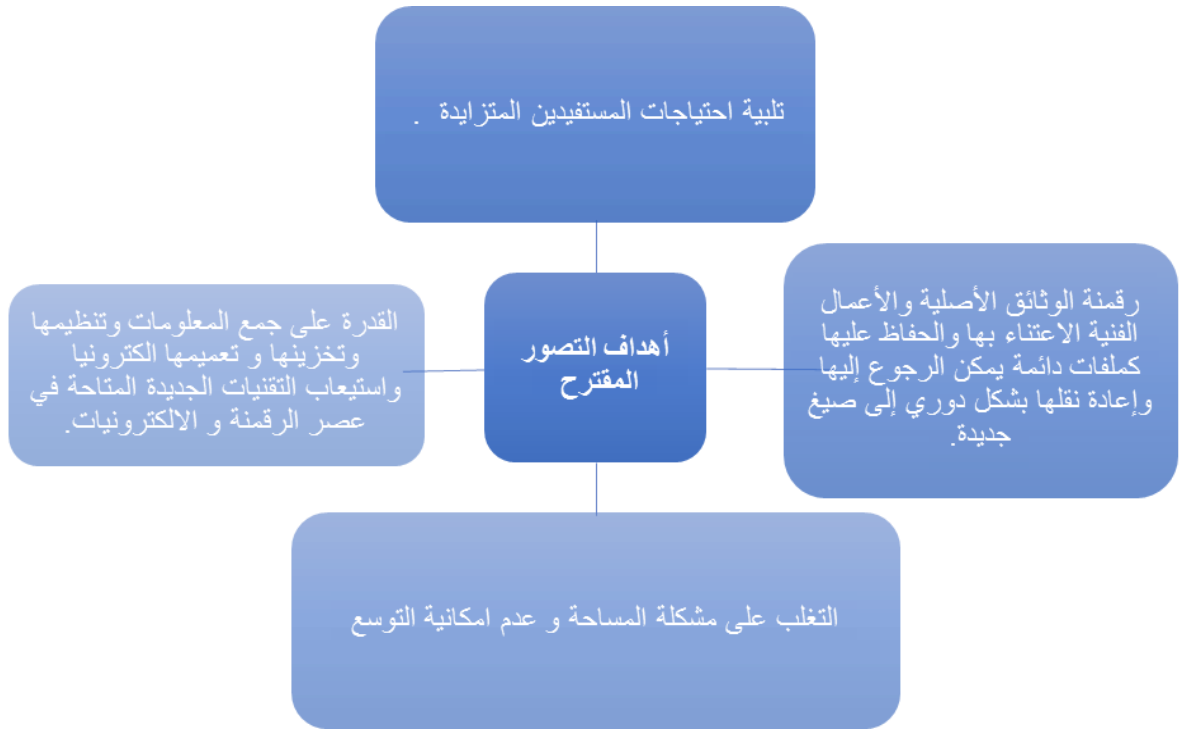 تلبية احتياجات المستفيدين المتزايدة .
رقمنة الوثائق الأصلية والأعمال
الفنية الاعتناء بها والحفاظ عليها
كملفات دائمة يمكن الرجوع إليها
وإعادة نقلها بشكل دوري إلى صيغ
جديدة.
أهداف التصور
المقترح
القدرة على جمع المعلومات وتنظيمها
وتخزينها و تعميمها الكترونيا
واستيعاب التقنيات الجديدة المتاحة في
عصر الرقمنة و الالكترونيات.
التغلب على مشكلة المساحة و عدم امكانية التوسع